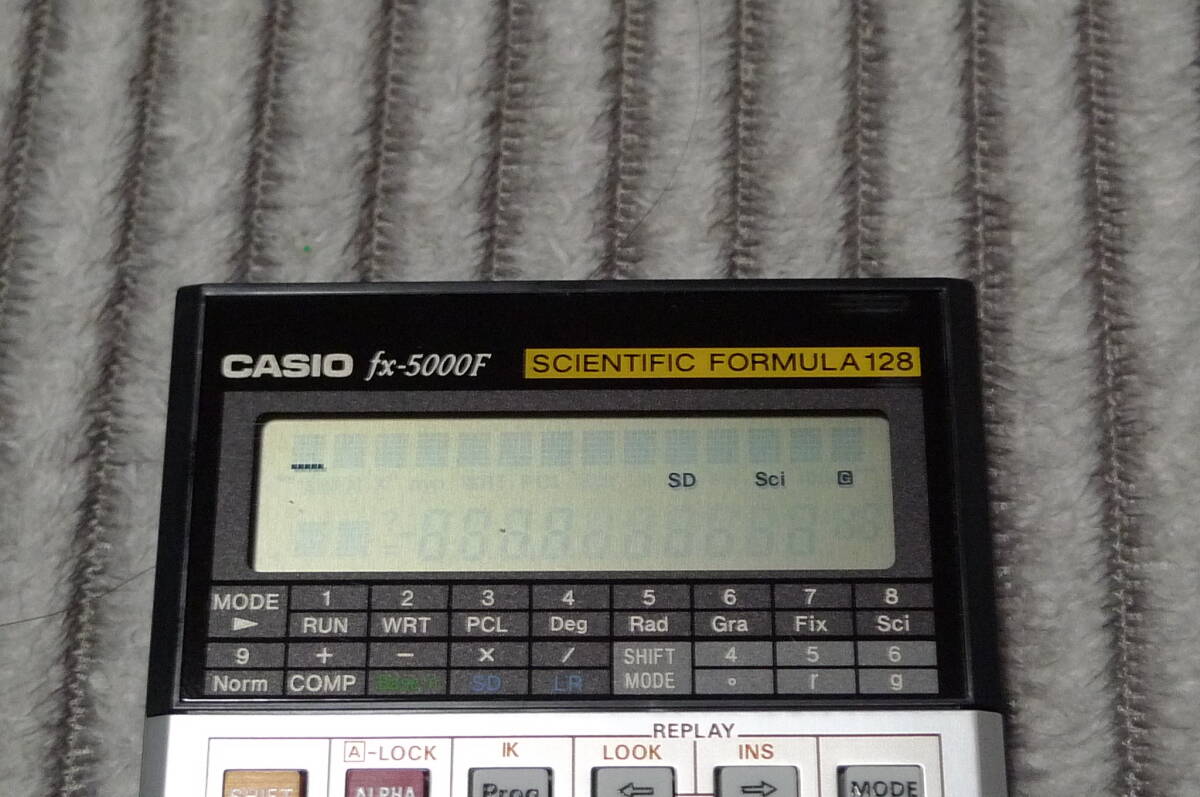 CASIO fx-5000F SCIENTIFIC FORMULA 128
SD Sci G
MODE 1 2 3 4 5 6 7 8
RUN WRT PCL Deg Rad Gra Fix Sci
9 + − × / SHIFT 4 5 6
Norm COMP SD LR MODE ° r g
REPLAY
A-LOCK IK LOOK INS
SHIFT ALPHA Prog ⇐ ⇒ MODE